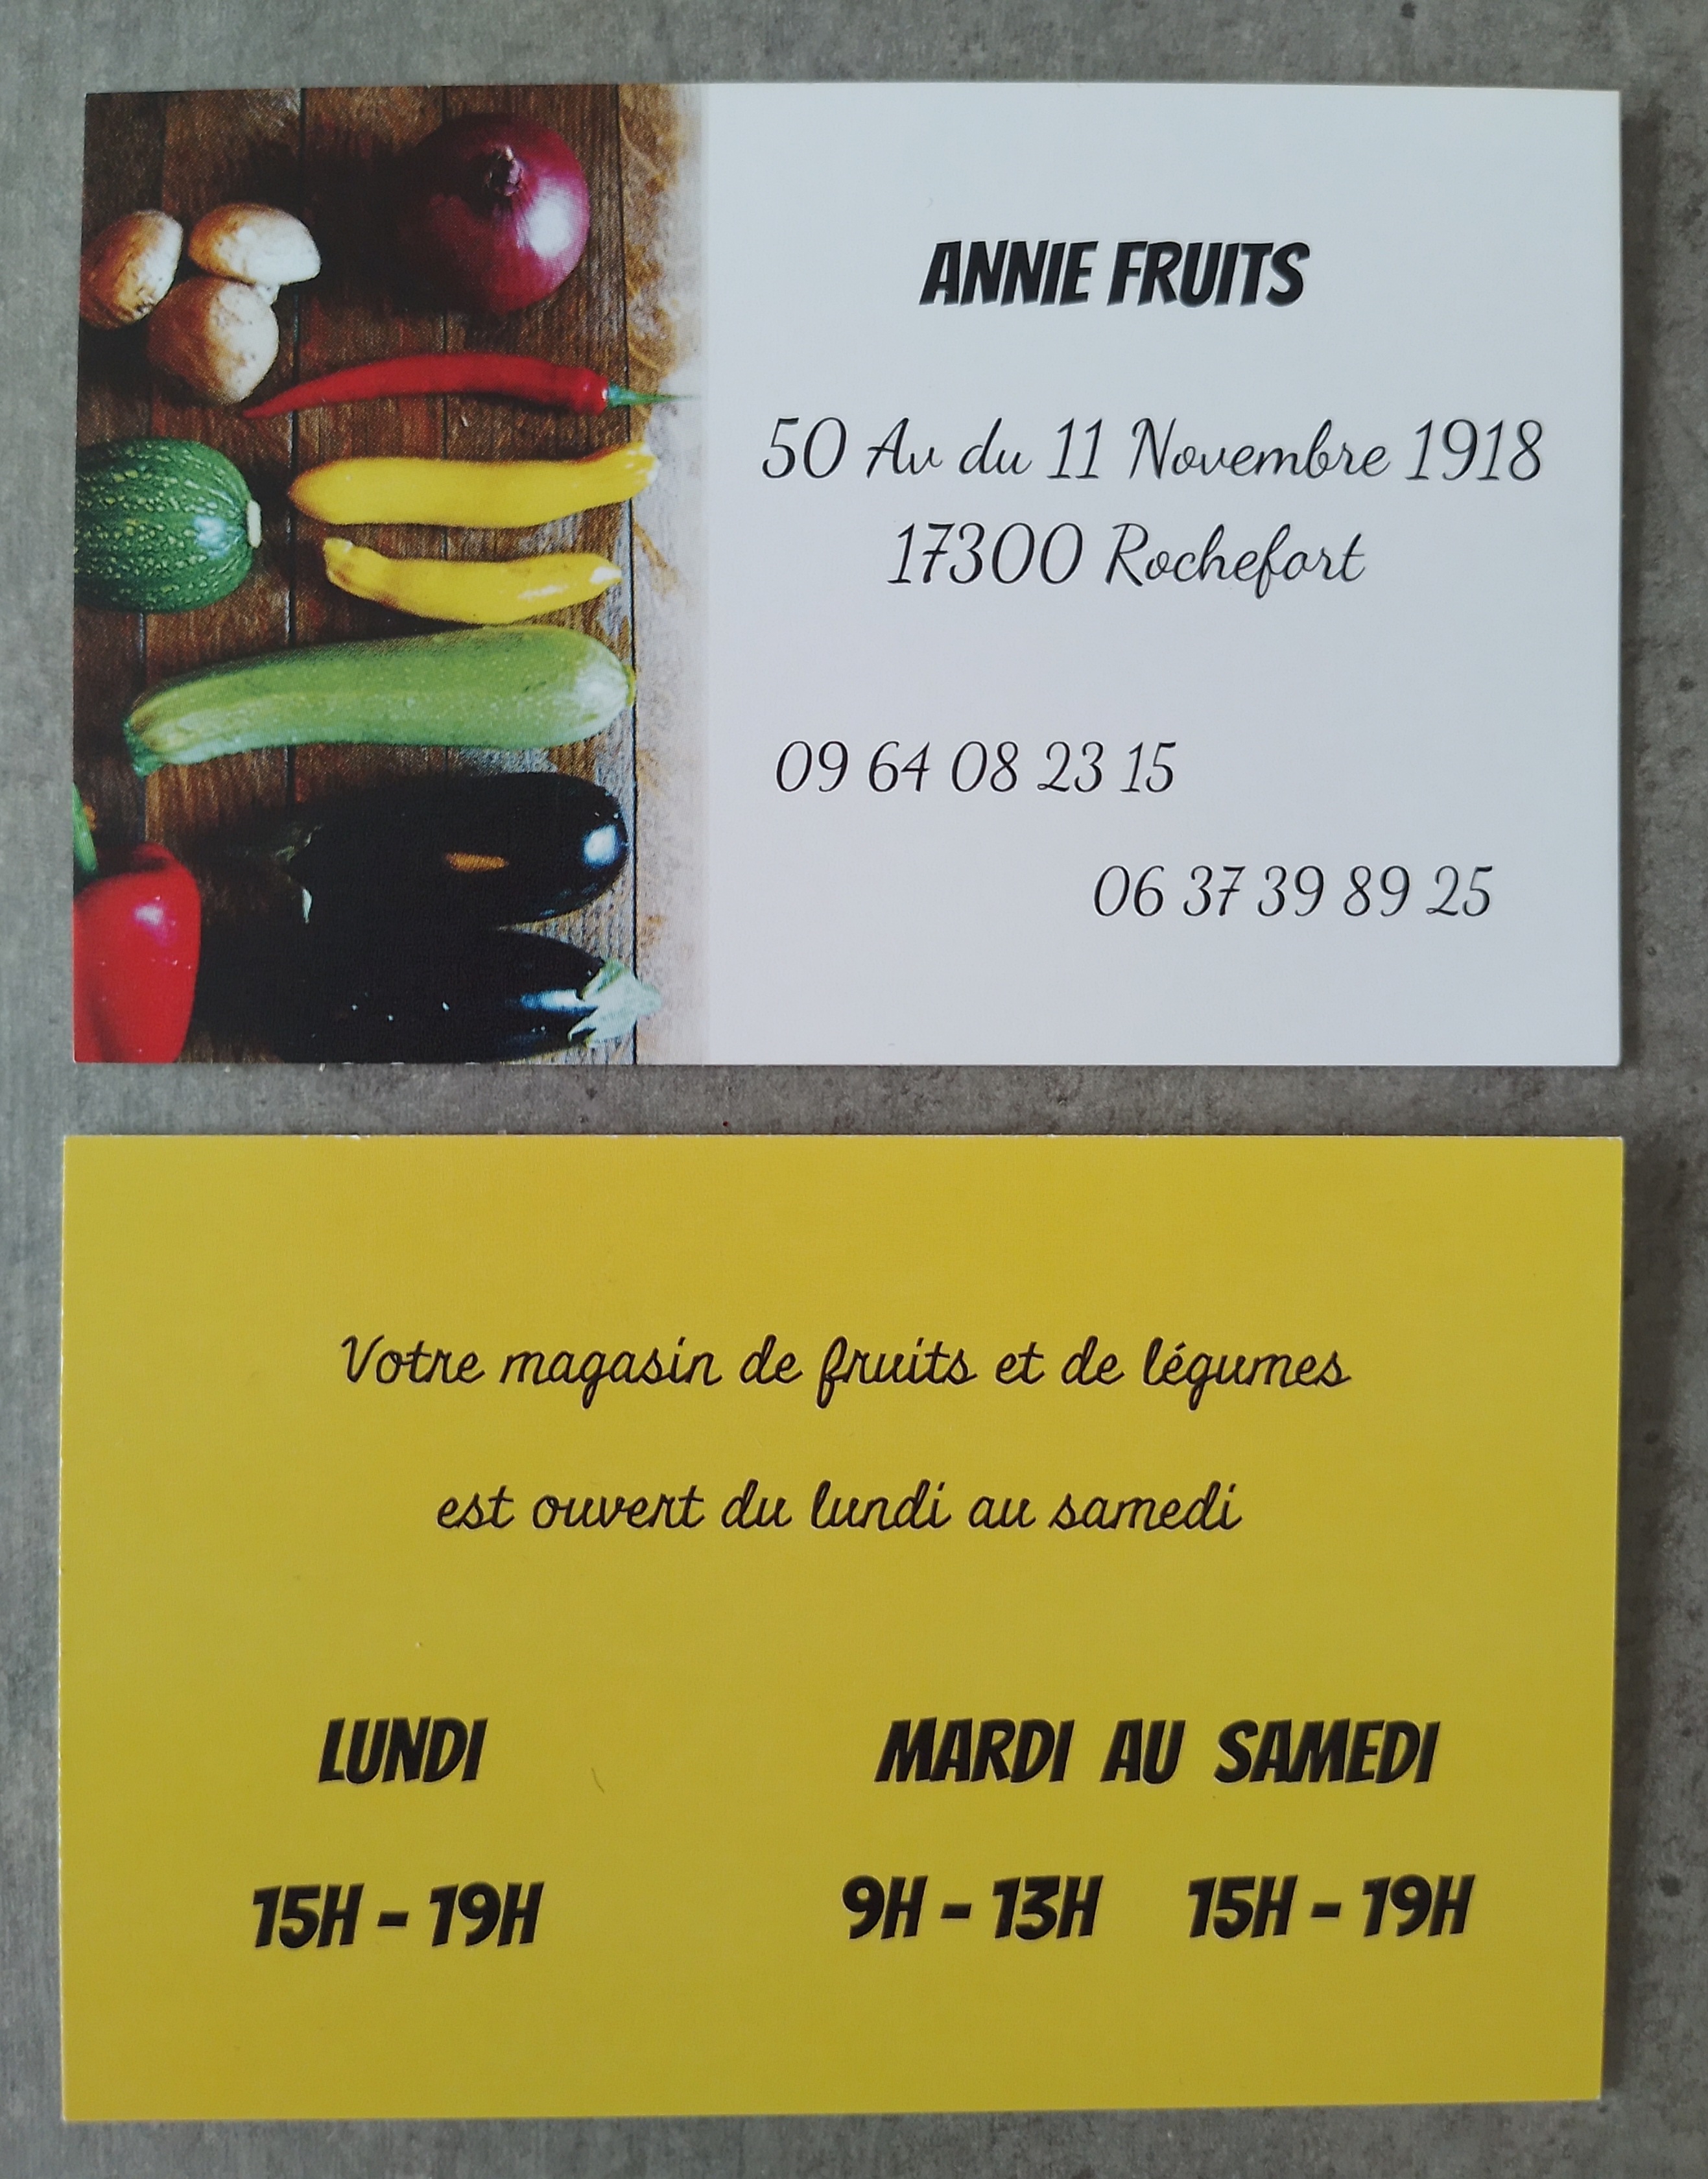 ANNIE FRUITS
50 Av du 11 Novembre 1918
17300 Rochefort
09 64 08 23 15
06 37 39 89 25
Votre magasin de fruits et de légumes
est ouvert du lundi au samedi
LUNDI MARDI AU SAMEDI
15H - 19H 9H - 13H 15H - 19H